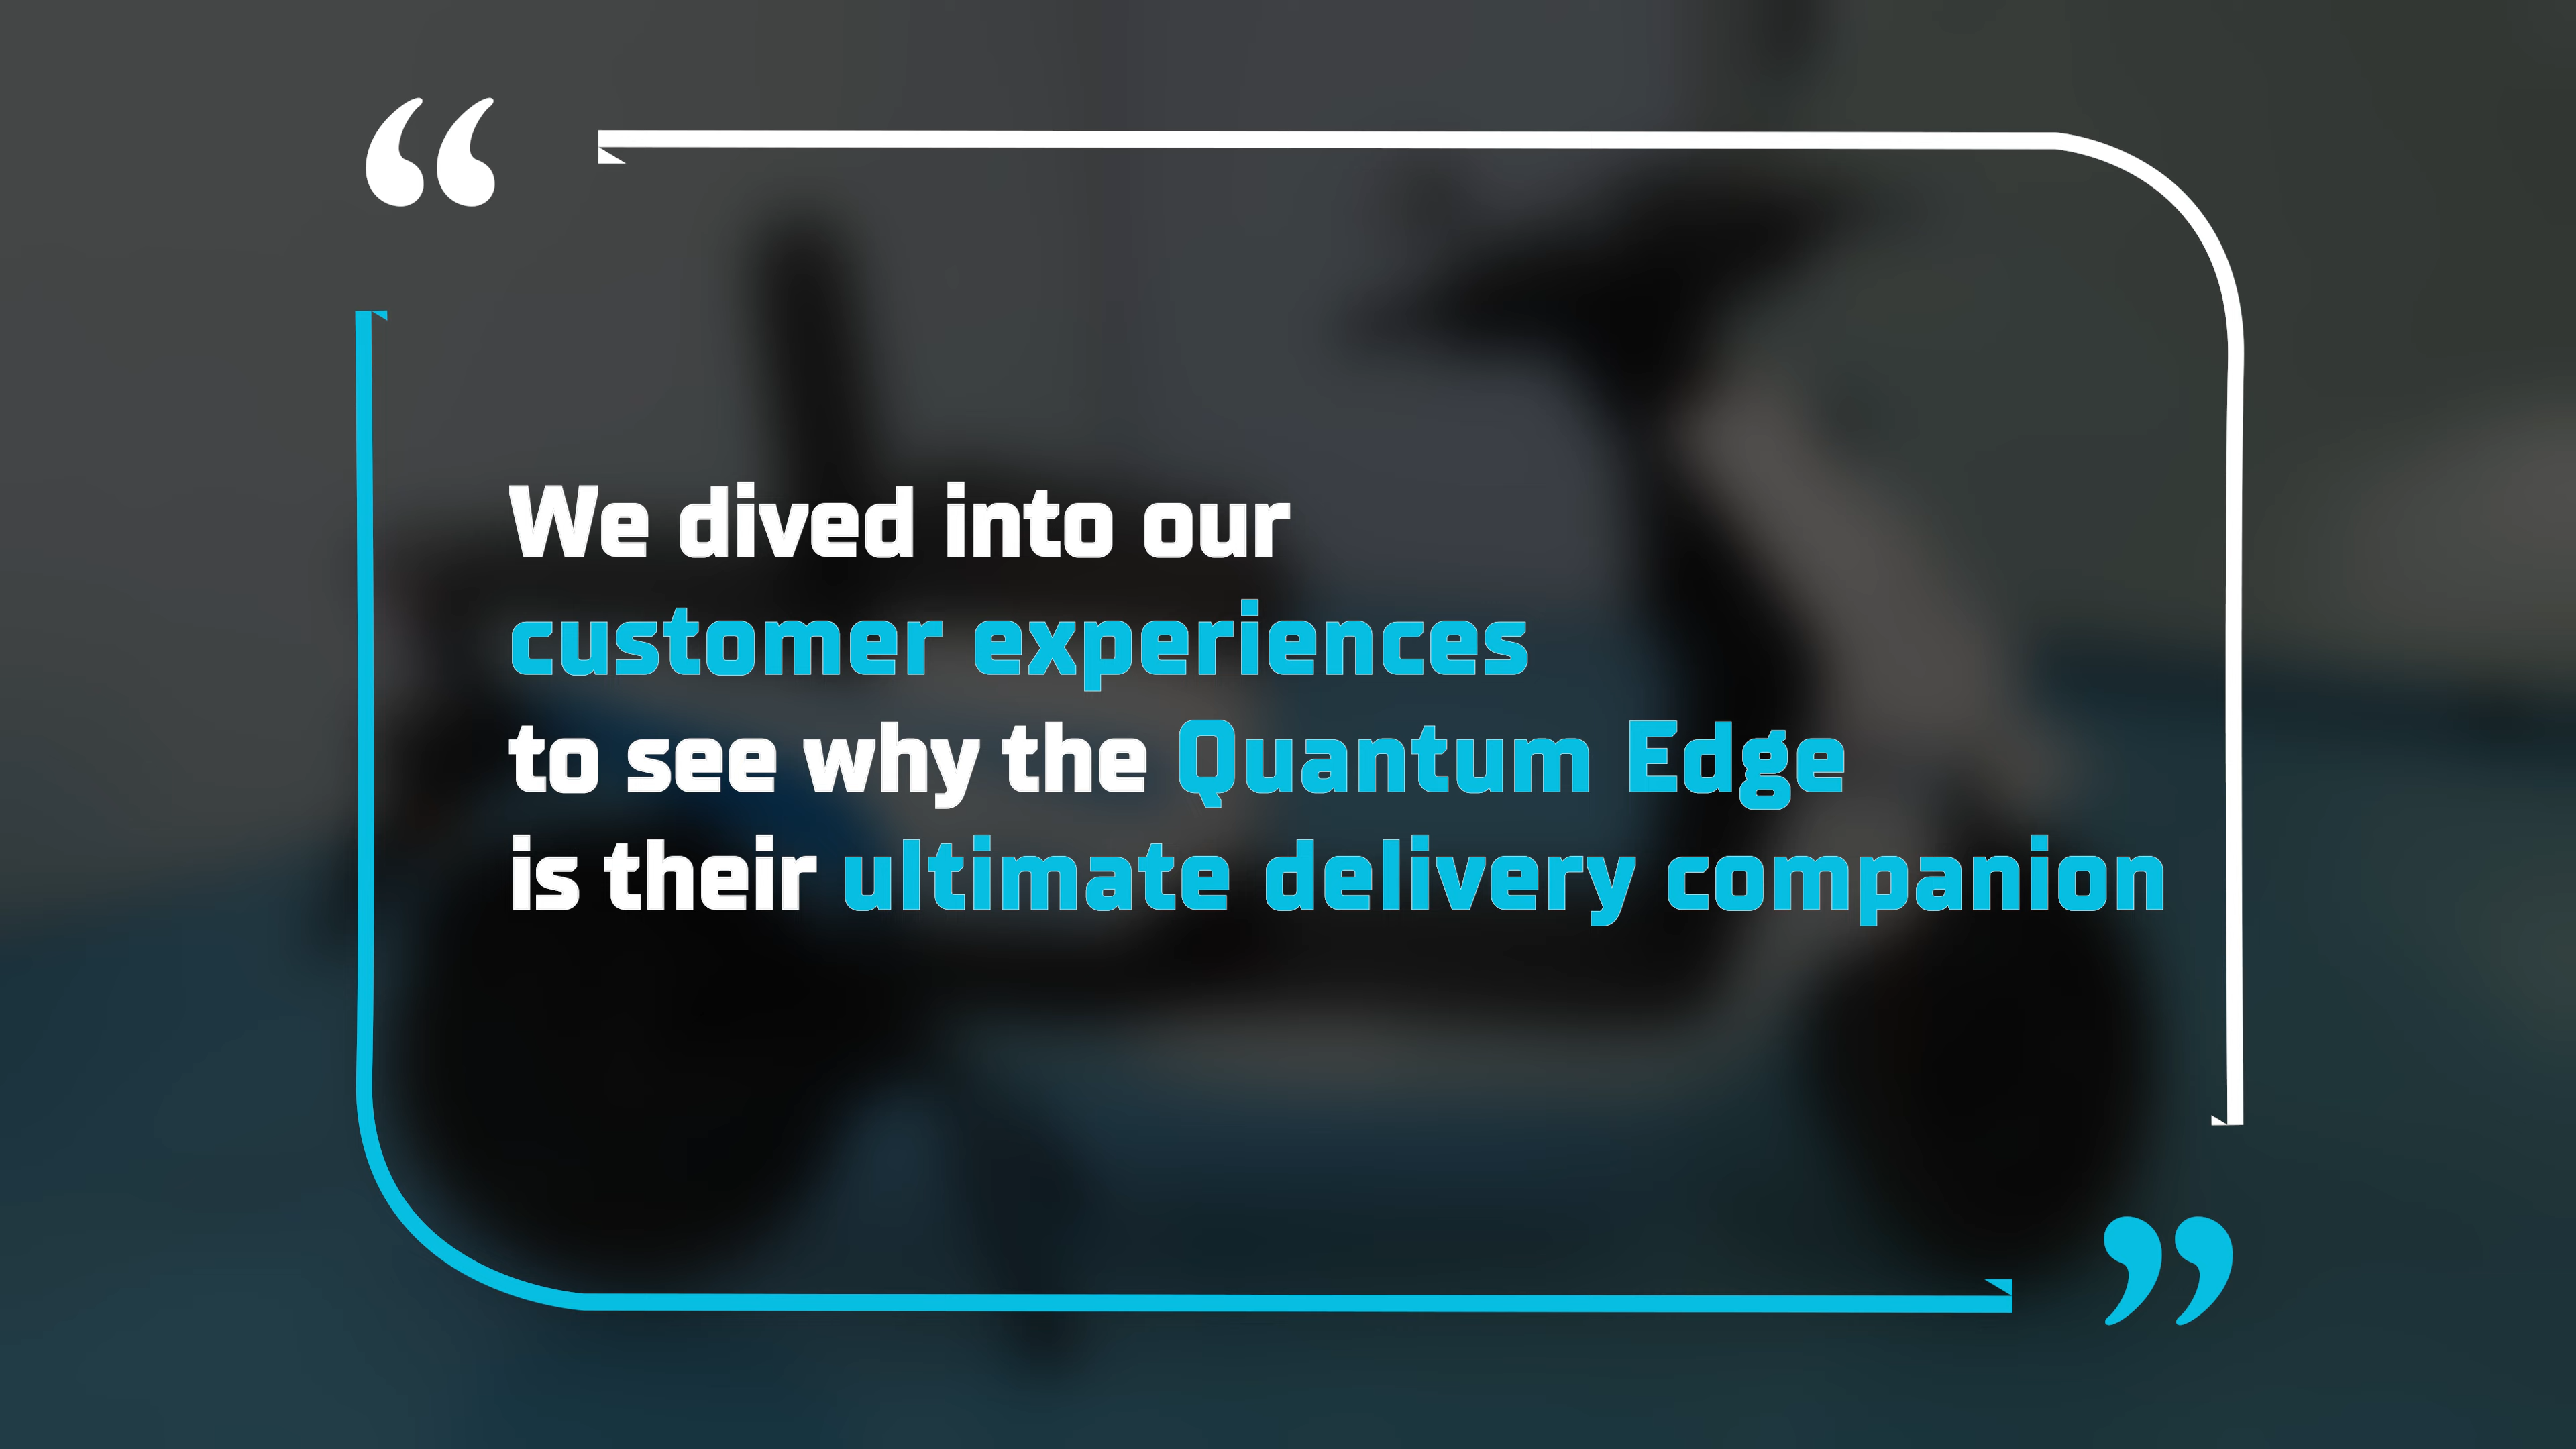 “
We dived into our
customer experiences
to see why the Quantum Edge
is their ultimate delivery companion
”